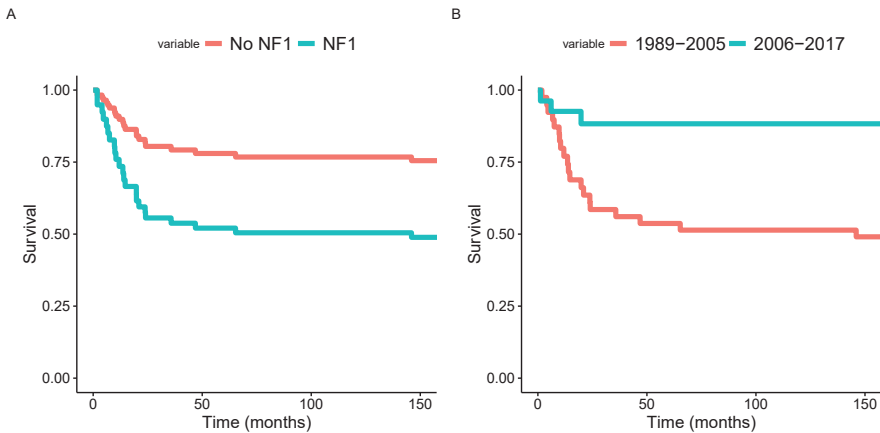 A
variable No NF1 NF1
1.00
0.75
0.50
0.25
0.00
Survival
0 50 100 150
Time (months)
B
variable 1989−2005 2006−2017
1.00
0.75
0.50
0.25
0.00
Survival
0 50 100 150
Time (months)